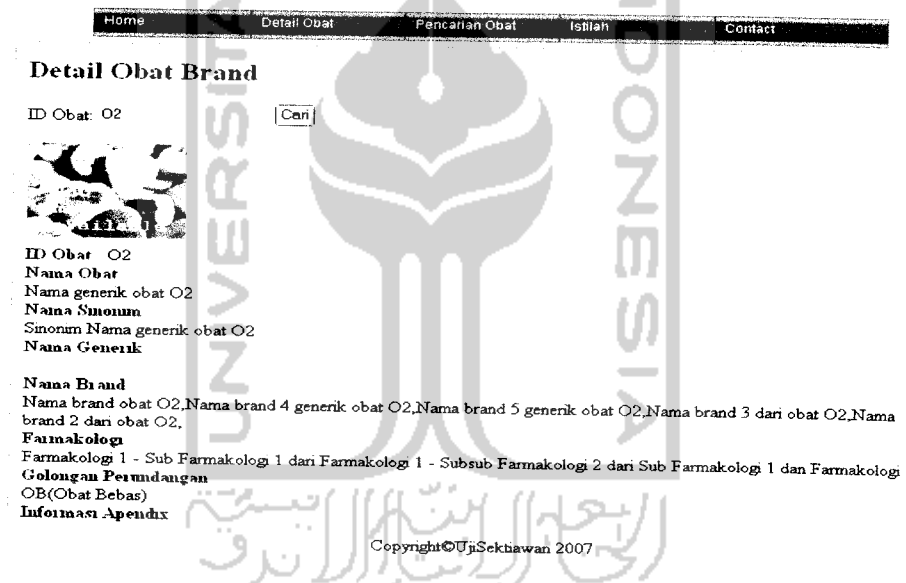 Home Detail Obat Pencarian Obat Istilah Contact
Detail Obat Brand
ID Obat: O2 Cari
ID Obat O2
Nama Obat
Nama generik obat O2
Nama Sinonim
Sinonim Nama generik obat O2
Nama Generik
Nama Brand
Nama brand obat O2,Nama brand 4 generik obat O2,Nama brand 5 generik obat O2,Nama brand 3 dari obat O2,Nama
brand 2 dari obat O2,
Farmakologi
Farmakologi 1 - Sub Farmakologi 1 dari Farmakologi 1 - Subsub Farmakologi 2 dari Sub Farmakologi 1 dan Farmakologi
Golongan Perundangan
OB(Obat Bebas)
Informasi Apendix
Copyright©UjiSektiawan 2007
UNIVERSITA
DONESIA